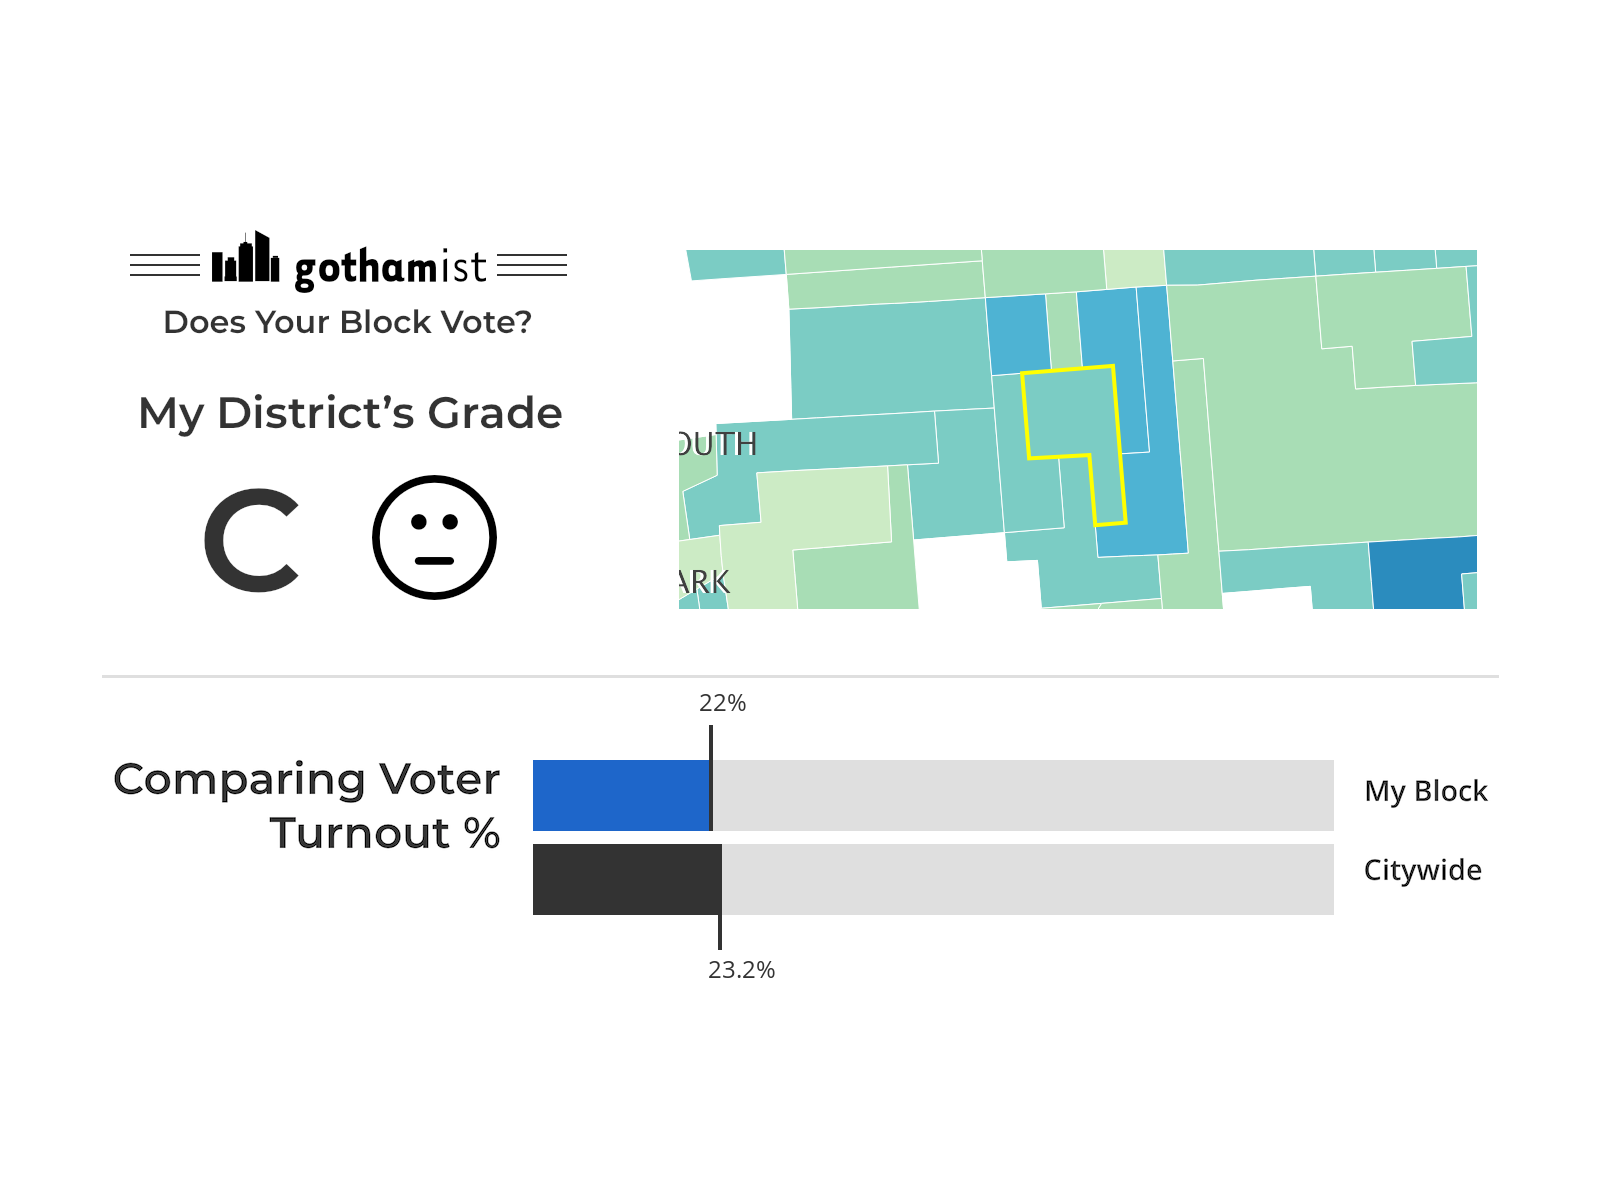 gothamist
Does Your Block Vote?
My District's Grade
C
OUTH
ARK
22%
Comparing Voter
Turnout %
My Block
Citywide
23.2%